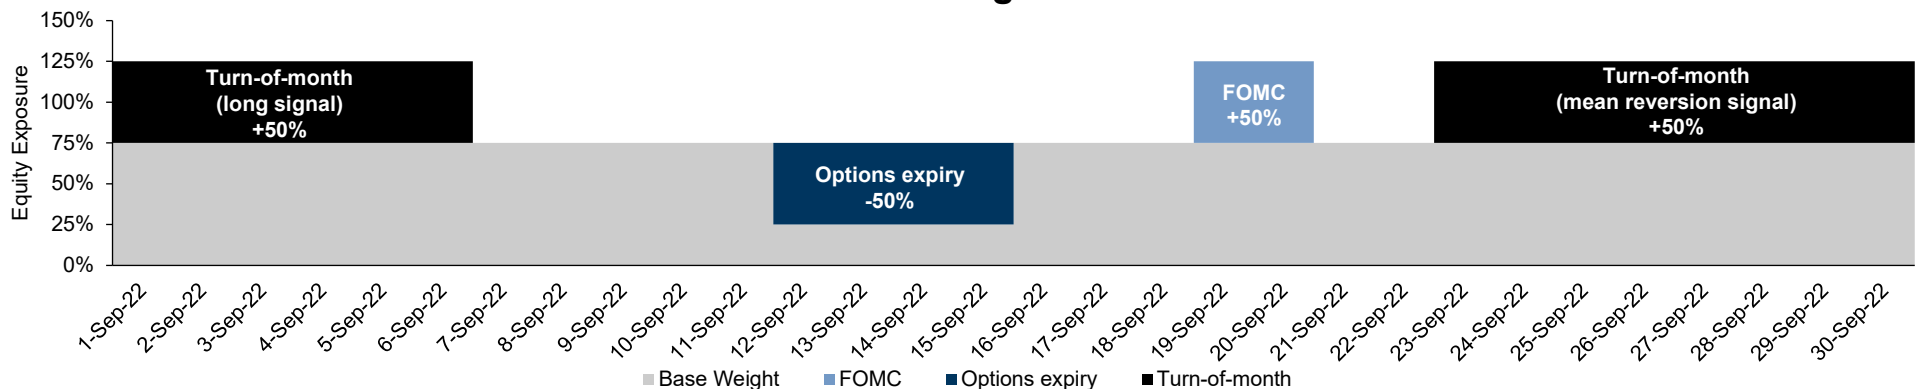 150%
125%
100%
75%
50%
25%
0%
Equity Exposure
Turn-of-month
(long signal)
+50%
Options expiry
-50%
FOMC
+50%
Turn-of-month
(mean reversion signal)
+50%
1-Sep-22
2-Sep-22
3-Sep-22
4-Sep-22
5-Sep-22
6-Sep-22
7-Sep-22
8-Sep-22
9-Sep-22
10-Sep-22
11-Sep-22
12-Sep-22
13-Sep-22
14-Sep-22
15-Sep-22
16-Sep-22
17-Sep-22
18-Sep-22
19-Sep-22
20-Sep-22
21-Sep-22
22-Sep-22
23-Sep-22
24-Sep-22
25-Sep-22
26-Sep-22
27-Sep-22
28-Sep-22
29-Sep-22
30-Sep-22
Base Weight FOMC Options expiry Turn-of-month